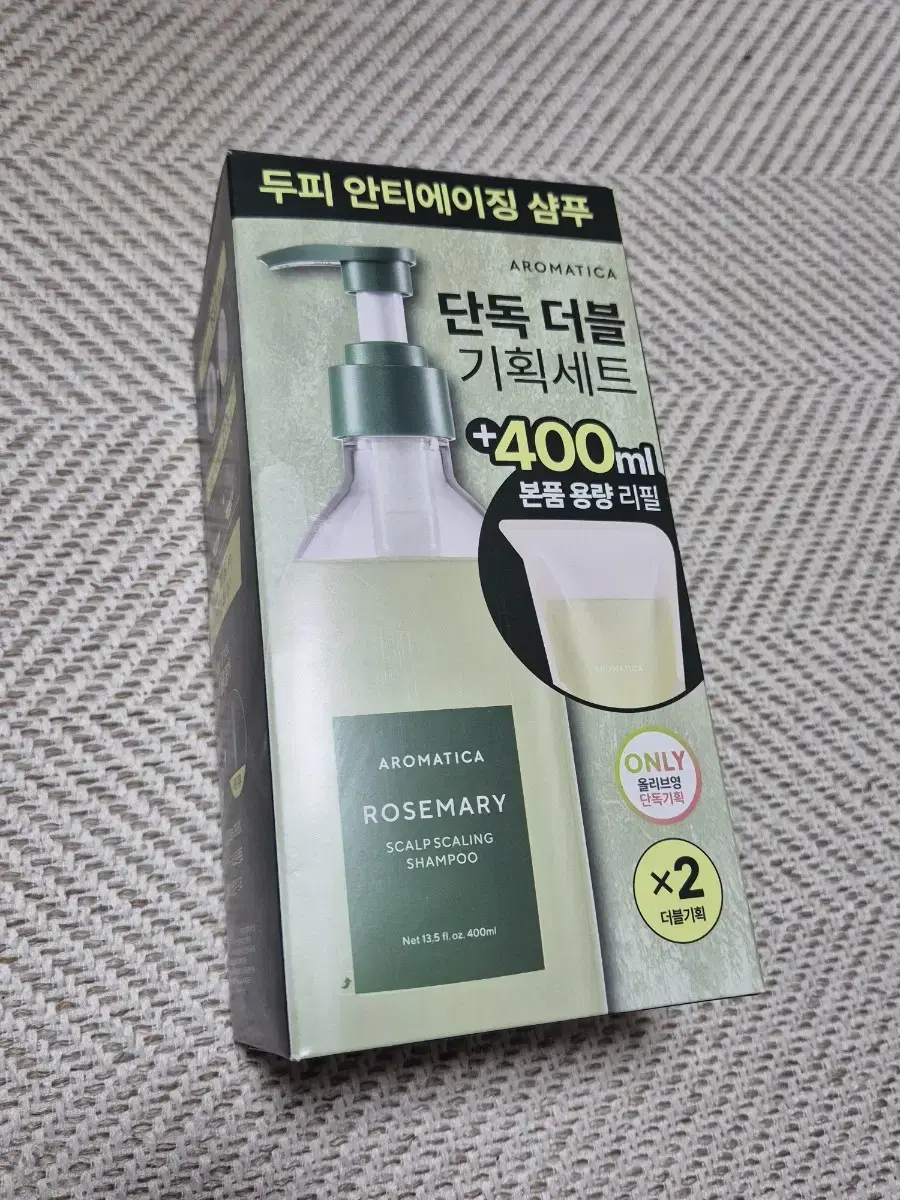 두피 안티에이징 샴푸
AROMATICA
단독 더블
기획세트
+400ml
본품 용량 리필
AROMATICA
ONLY
올리브영
단독기획
×2
더블기획
AROMATICA
ROSEMARY
SCALP SCALING
SHAMPOO
Net 13.5 fl. oz. 400ml